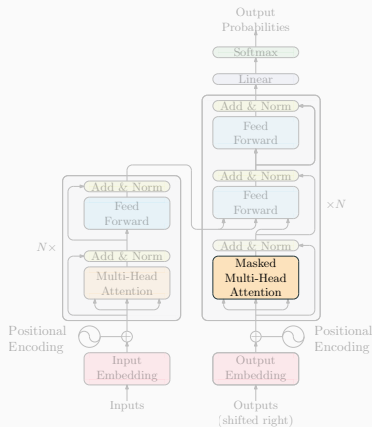 Output
Probabilities
Softmax
Linear
Add & Norm
Feed
Forward
Add & Norm
Feed
Forward
×N
Add & Norm
Masked
Multi-Head
Attention
Add & Norm
Feed
Forward
N×
Add & Norm
Multi-Head
Attention
Positional
Encoding
Positional
Encoding
Input
Embedding
Output
Embedding
Inputs
Outputs
(shifted right)